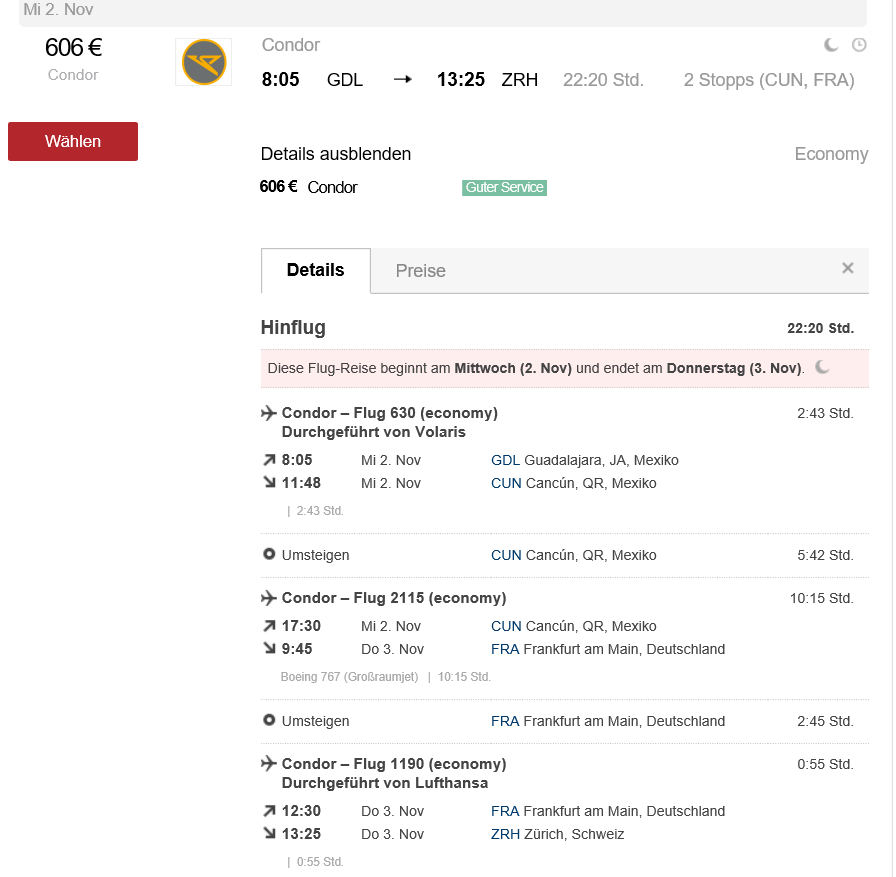 Mi 2. Nov
606 €
Condor
Wählen
Condor
8:05 GDL → 13:25 ZRH 22:20 Std. 2 Stopps (CUN, FRA)
Details ausblenden Economy
606 € Condor Guter Service
Details Preise ×
Hinflug 22:20 Std.
Diese Flug-Reise beginnt am Mittwoch (2. Nov) und endet am Donnerstag (3. Nov).
Condor – Flug 630 (economy) 2:43 Std.
Durchgeführt von Volaris
8:05 Mi 2. Nov GDL Guadalajara, JA, Mexiko
11:48 Mi 2. Nov CUN Cancún, QR, Mexiko
| 2:43 Std.
Umsteigen CUN Cancún, QR, Mexiko 5:42 Std.
Condor – Flug 2115 (economy) 10:15 Std.
17:30 Mi 2. Nov CUN Cancún, QR, Mexiko
9:45 Do 3. Nov FRA Frankfurt am Main, Deutschland
Boeing 767 (Großraumjet) | 10:15 Std.
Umsteigen FRA Frankfurt am Main, Deutschland 2:45 Std.
Condor – Flug 1190 (economy) 0:55 Std.
Durchgeführt von Lufthansa
12:30 Do 3. Nov FRA Frankfurt am Main, Deutschland
13:25 Do 3. Nov ZRH Zürich, Schweiz
| 0:55 Std.